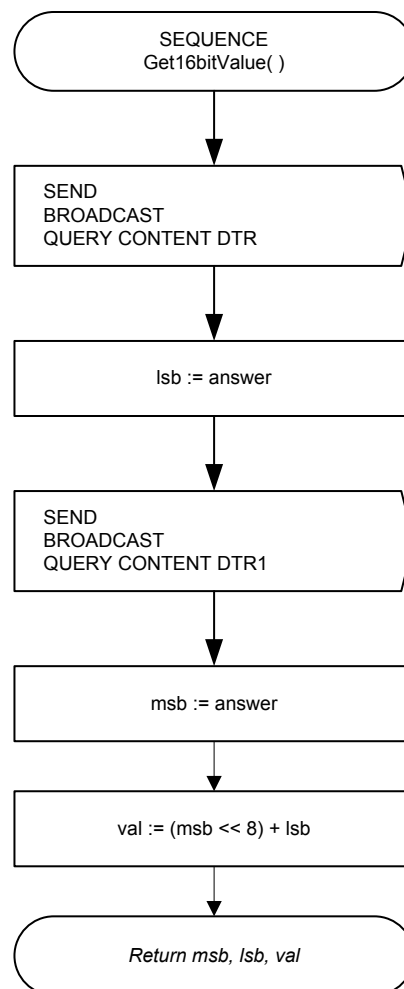 SEQUENCE
Get16bitValue( )
SEND
BROADCAST
QUERY CONTENT DTR
lsb := answer
SEND
BROADCAST
QUERY CONTENT DTR1
msb := answer
val := (msb << 8) + lsb
Return msb, lsb, val